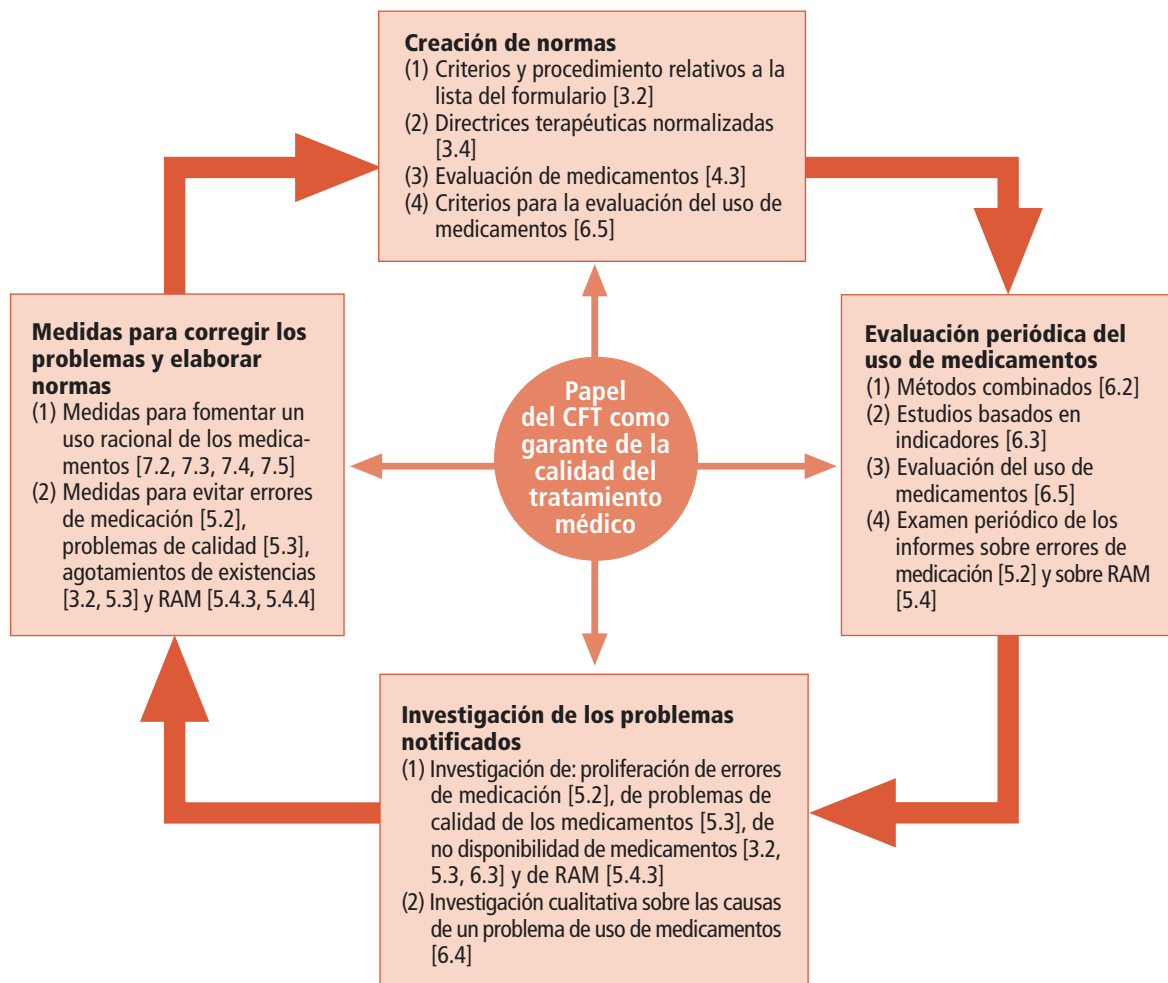 Creación de normas
(1) Criterios y procedimiento relativos a la
lista del formulario [3.2]
(2) Directrices terapéuticas normalizadas
[3.4]
(3) Evaluación de medicamentos [4.3]
(4) Criterios para la evaluación del uso de
medicamentos [6.5]
Medidas para corregir los
problemas y elaborar
normas
(1) Medidas para fomentar un
uso racional de los medica-
mentos [7.2, 7.3, 7.4, 7.5]
(2) Medidas para evitar errores
de medicación [5.2],
problemas de calidad [5.3],
agotamientos de existencias
[3.2, 5.3] y RAM [5.4.3, 5.4.4]
Papel
del CFT como
garante de la
calidad del
tratamiento
médico
Evaluación periódica del
uso de medicamentos
(1) Métodos combinados [6.2]
(2) Estudios basados en
indicadores [6.3]
(3) Evaluación del uso de
medicamentos [6.5]
(4) Examen periódico de los
informes sobre errores de
medicación [5.2] y sobre RAM
[5.4]
Investigación de los problemas
notificados
(1) Investigación de: proliferación de errores
de medicación [5.2], de problemas de
calidad de los medicamentos [5.3], de
no disponibilidad de medicamentos [3.2,
5.3, 6.3] y de RAM [5.4.3]
(2) Investigación cualitativa sobre las causas
de un problema de uso de medicamentos
[6.4]